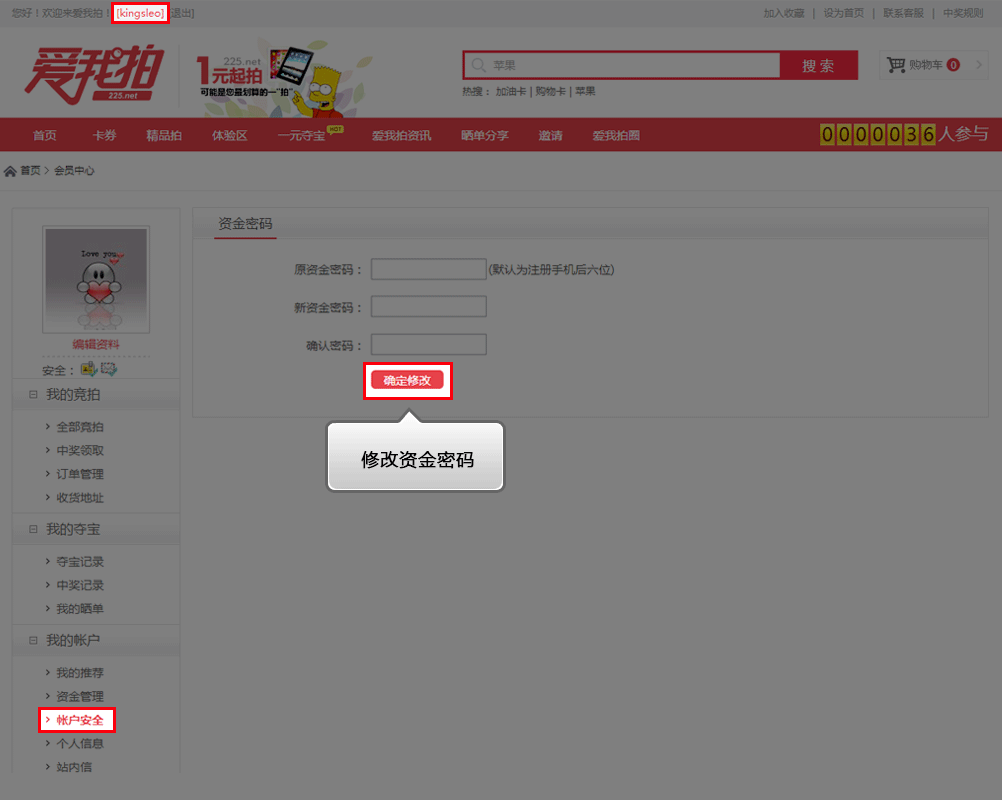 您好！欢迎来爱我拍！[kingsleo] [退出]
加入收藏 | 设为首页 | 联系客服 | 中奖规则
爱我拍
225.net
225.net
1元起拍
可能是您最划算的一“拍”
苹果
搜 索
购物车 0
热搜： 加油卡 | 购物卡 | 苹果
首页 卡券 精品拍 体验区 一元夺宝 HOT 爱我拍资讯 晒单分享 邀请 爱我拍圈
0000036人参与
首页 > 会员中心
Love you
编辑资料
安全：
我的竞拍
全部竞拍
中奖领取
订单管理
收货地址
我的夺宝
夺宝记录
中奖记录
我的晒单
我的帐户
我的推荐
资金管理
帐户安全
个人信息
站内信
资金密码
原资金密码： (默认为注册手机后六位)
新资金密码：
确认密码：
确定修改
修改资金密码